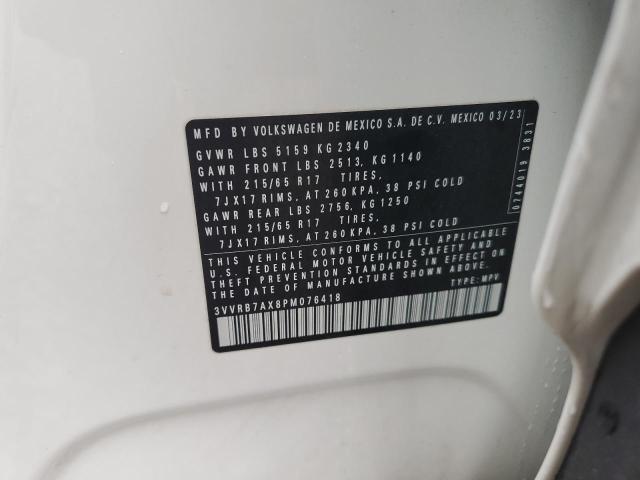 MFD BY VOLKSWAGEN DE MEXICO S.A. DE C.V. MEXICO 03/23
GVWR LBS 5159 KG 2340
GAWR FRONT LBS 2513, KG 1140
WITH 215/65 R17 TIRES,
7JX17 RIMS, AT 260 KPA, 38 PSI COLD
GAWR REAR LBS 2756, KG 1250
WITH 215/65 R17 TIRES,
7JX17 RIMS, AT 260 KPA, 38 PSI COLD
THIS VEHICLE CONFORMS TO ALL APPLICABLE
U.S. FEDERAL MOTOR VEHICLE SAFETY AND
THEFT PREVENTION STANDARDS IN EFFECT ON
THE DATE OF MANUFACTURE SHOWN ABOVE.
3VVRB7AX8PM076418 TYPE: MPV
0744019 3831